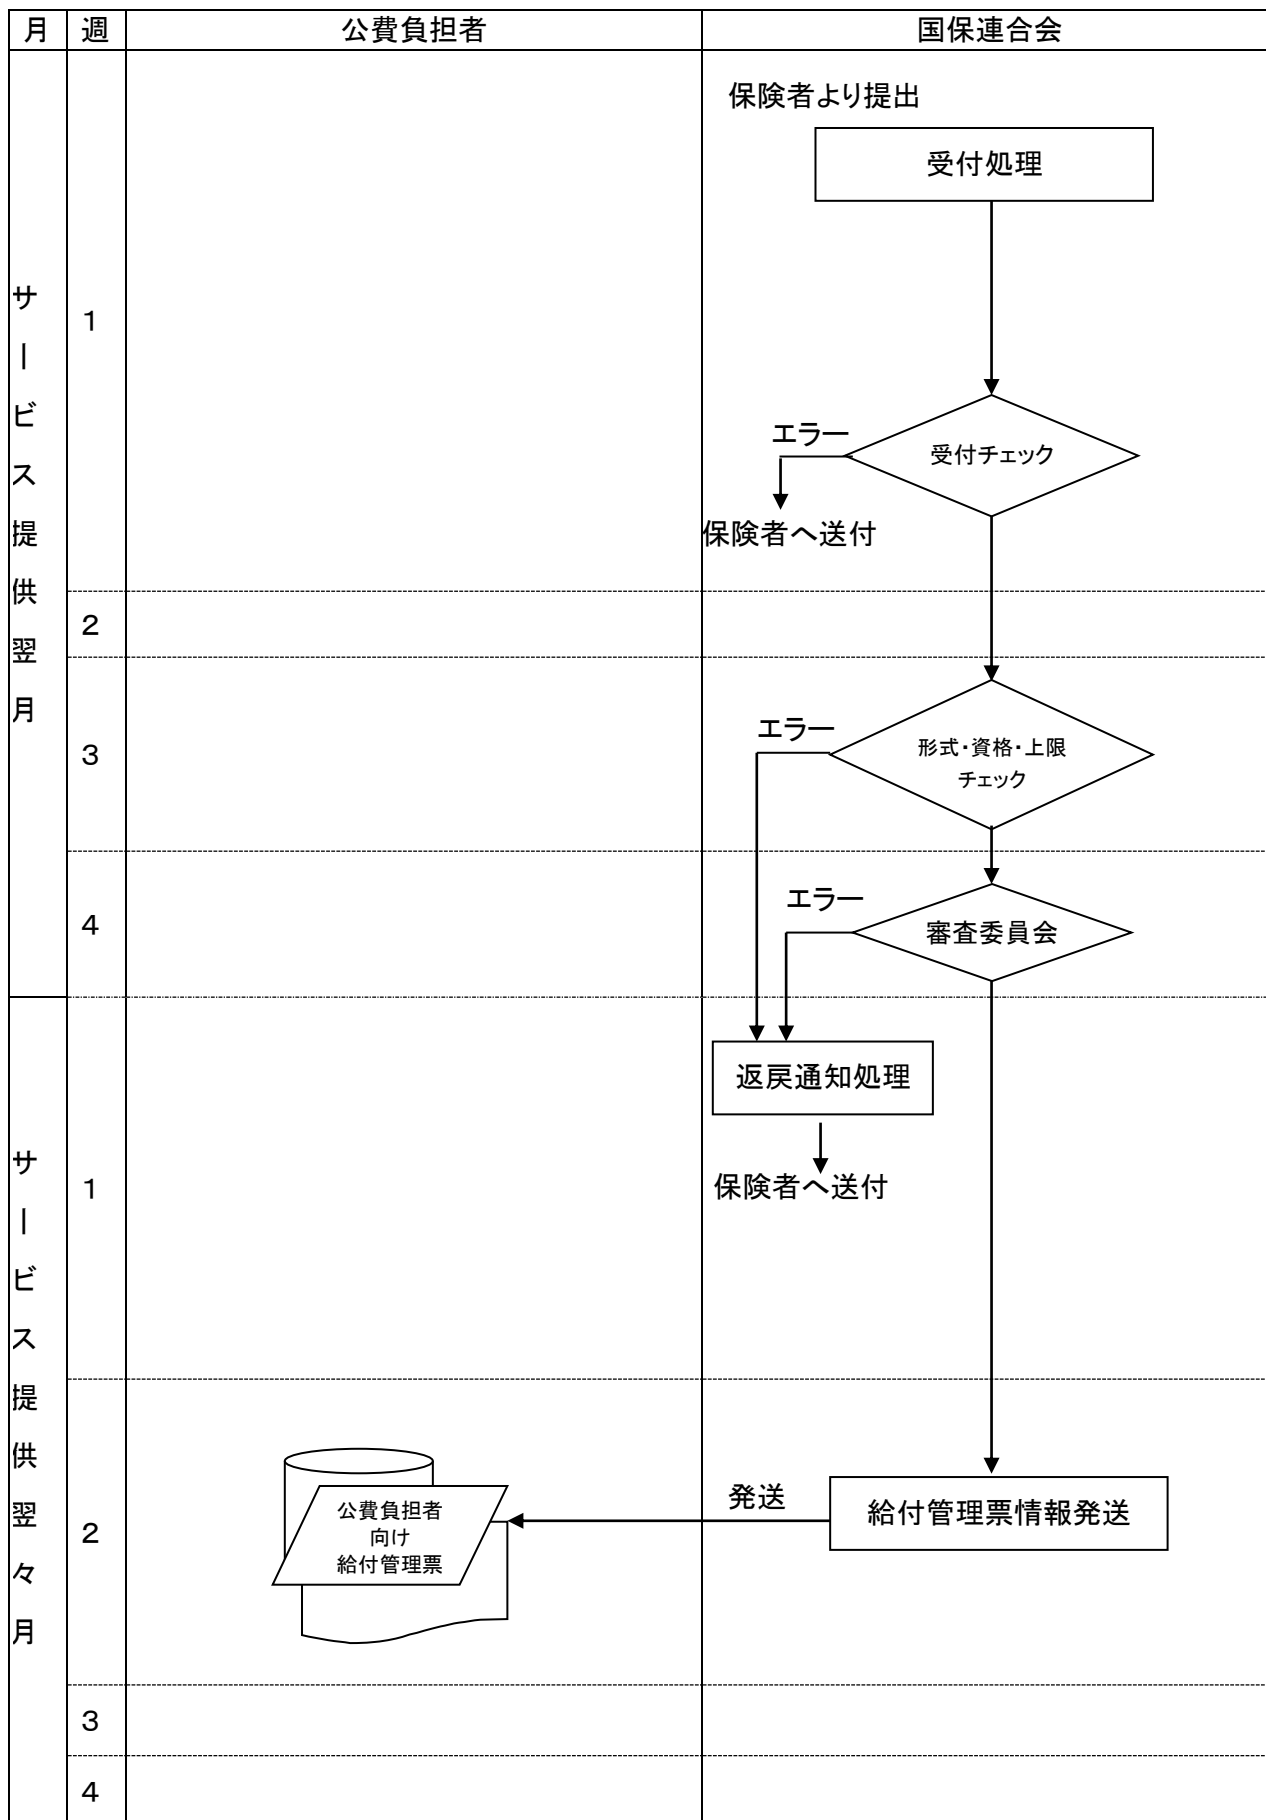 月 週 公費負担者 国保連合会
保険者より提出
受付処理
サービス提供翌月
1
エラー
受付チェック
保険者へ送付
2
3
エラー
形式・資格・上限
チェック
4
エラー
審査委員会
サービス提供翌々月
1
返戻通知処理
保険者へ送付
2
公費負担者
向け
給付管理票
発送
給付管理票情報発送
3
4